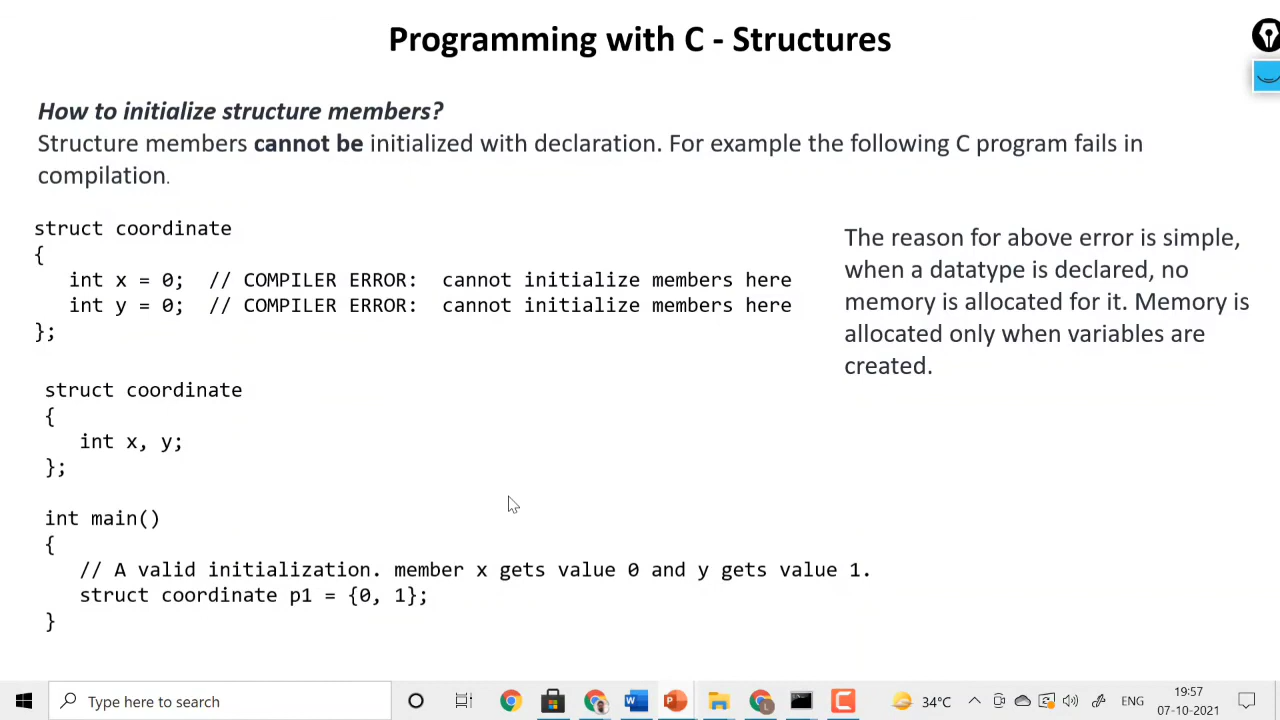 Programming with C - Structures
How to initialize structure members?
Structure members cannot be initialized with declaration. For example the following C program fails in
compilation.
struct coordinate
{
   int x = 0;  // COMPILER ERROR:  cannot initialize members here
   int y = 0;  // COMPILER ERROR:  cannot initialize members here
};
The reason for above error is simple,
when a datatype is declared, no
memory is allocated for it. Memory is
allocated only when variables are
created.
struct coordinate
{
   int x, y;
};
int main()
{
   // A valid initialization. member x gets value 0 and y gets value 1.
   struct coordinate p1 = {0, 1};
}
Type here to search
34°C
ENG
19:57
07-10-2021